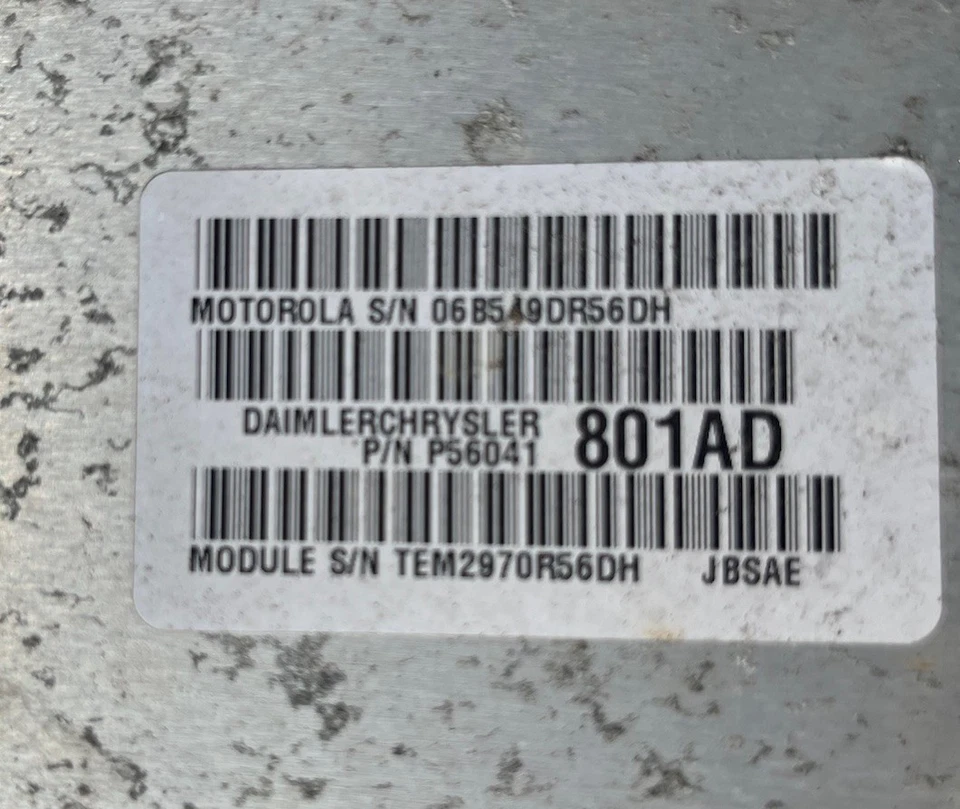 MOTOROLA S/N 06B549DR56DH
DAIMLERCHRYSLER
P/N P56041 801AD
MODULE S/N TEM2970R56DH JBSAE